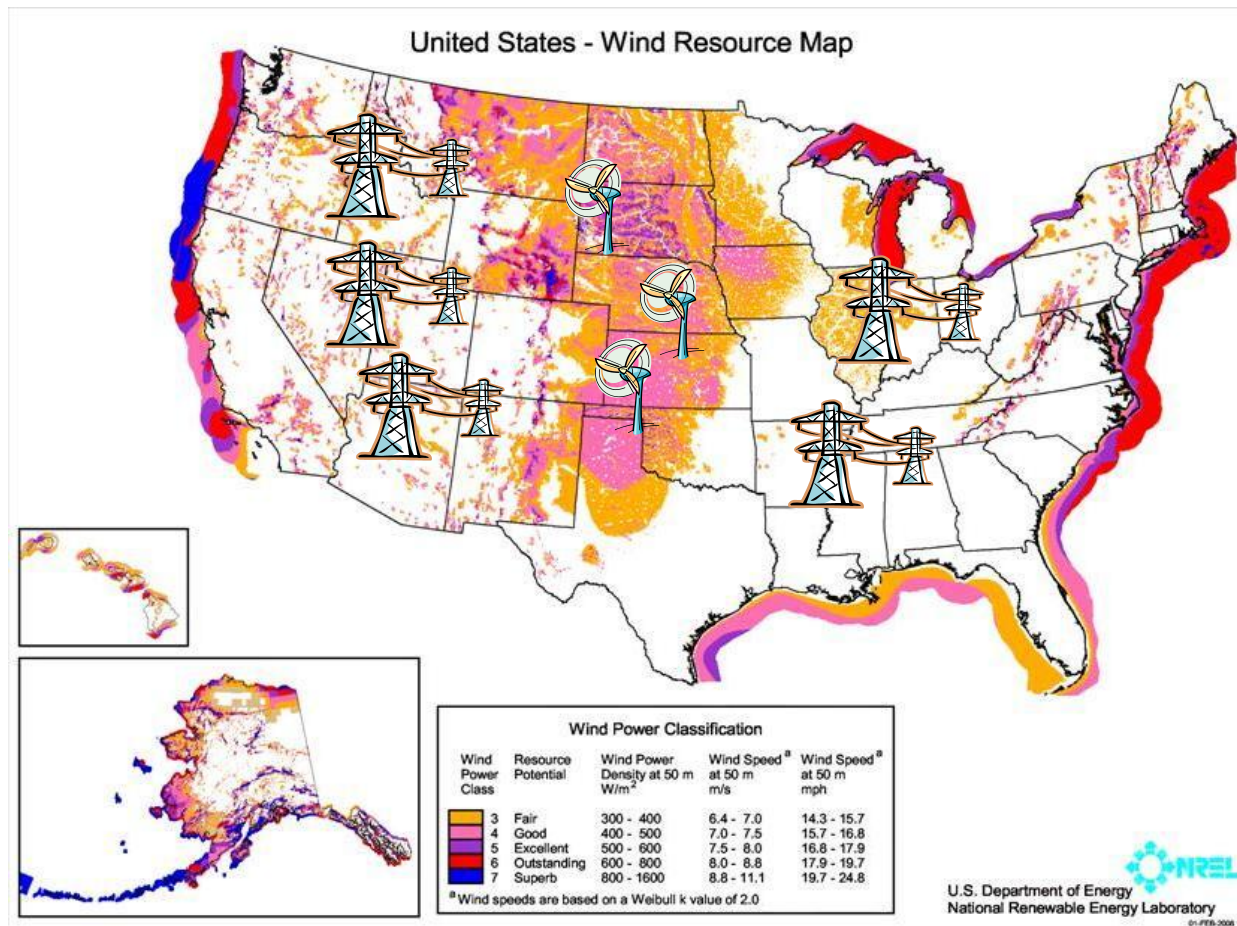 United States - Wind Resource Map
Wind Power Classification
Wind Power Class Resource Potential Wind Power Density at 50 m W/m² Wind Speed ᵃ at 50 m m/s Wind Speed ᵃ at 50 m mph
3 Fair 300 - 400 6.4 - 7.0 14.3 - 15.7
4 Good 400 - 500 7.0 - 7.5 15.7 - 16.8
5 Excellent 500 - 600 7.5 - 8.0 16.8 - 17.9
6 Outstanding 600 - 800 8.0 - 8.8 17.9 - 19.7
7 Superb 800 - 1600 8.8 - 11.1 19.7 - 24.8
ᵃ Wind speeds are based on a Weibull k value of 2.0
NREL
U.S. Department of Energy
National Renewable Energy Laboratory